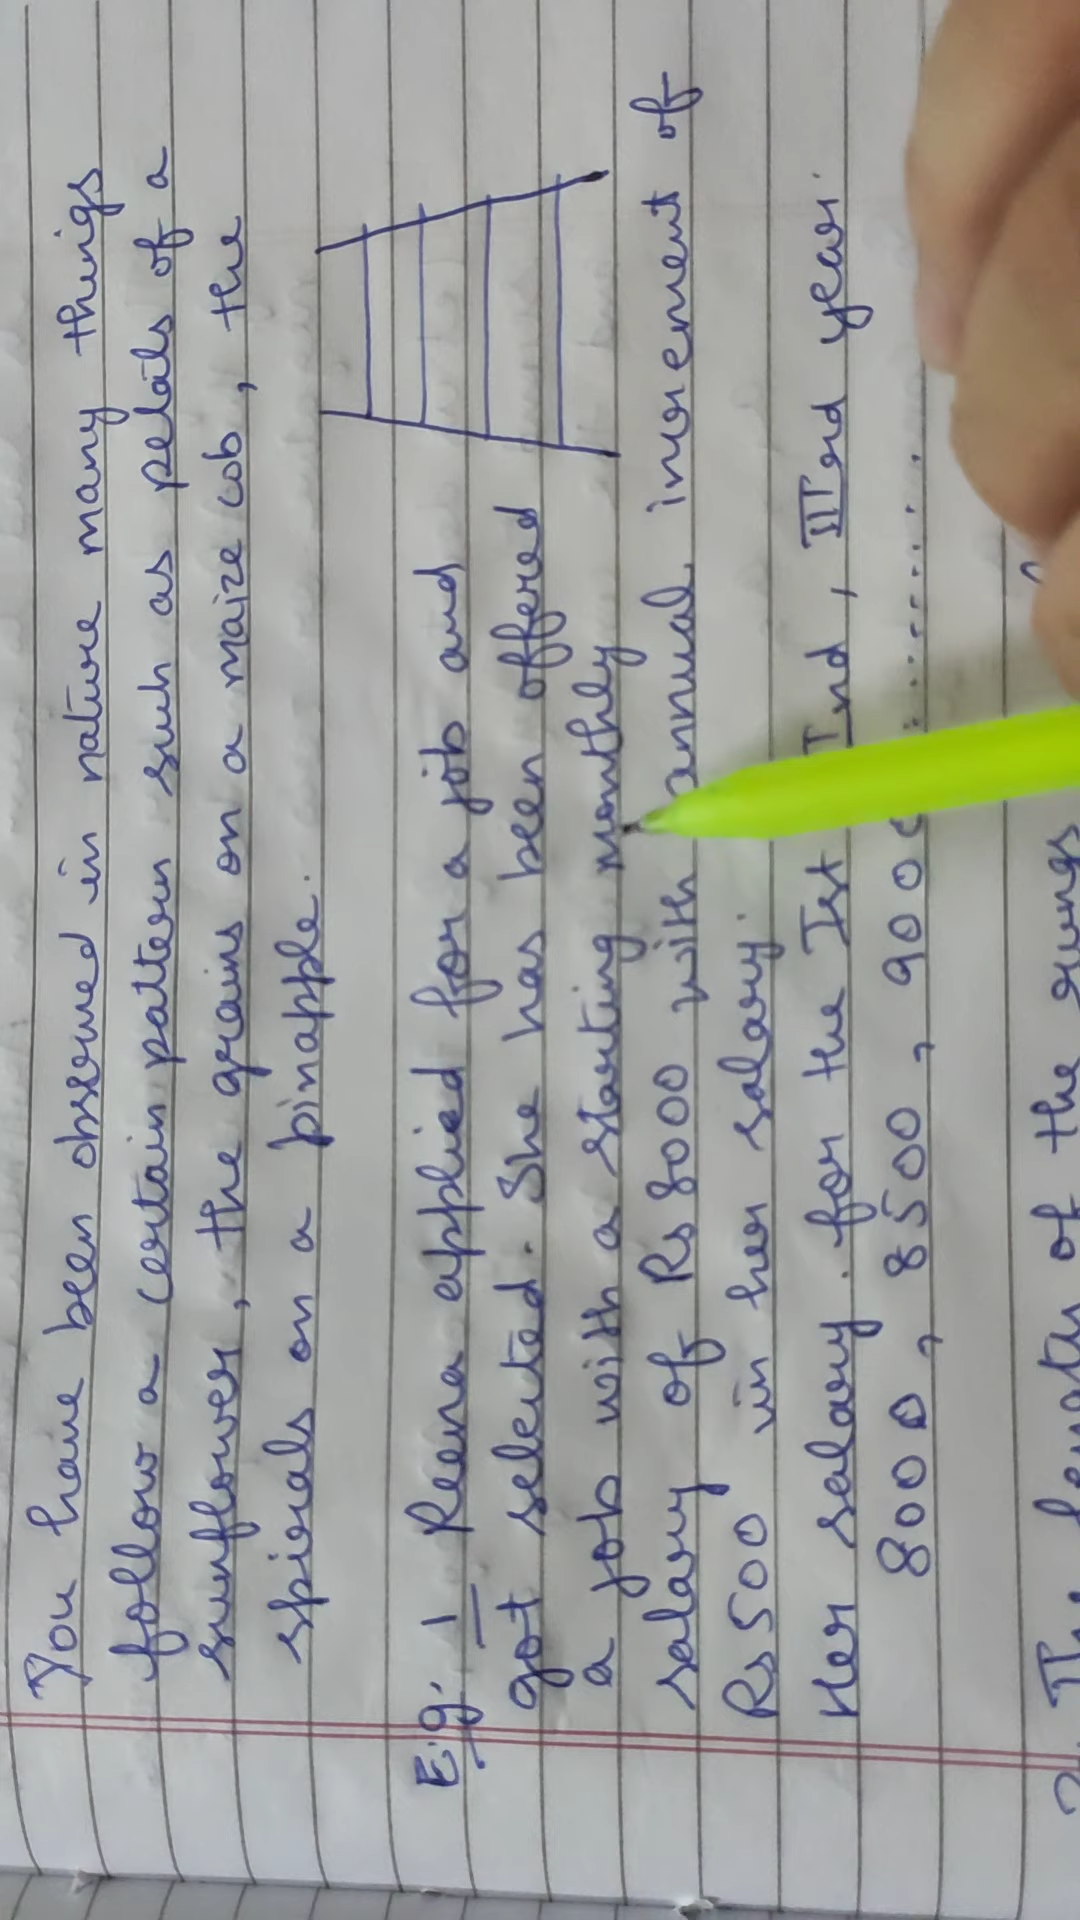 You have been observed in nature many things
follow a certain pattern such as petals of a
sunflower, the grains on a maize cob, the
spirals on a pinapple.
E.g. 1 Reena applied for a job and
got selected. She has been offered
a job with a starting monthly
salary of Rs 8000 with annual increment of
Rs 500 in her salary.
Her salary for the Ist IInd, IIIrd year.
8000, 8500, 900 ..........
2. The length of the rungs